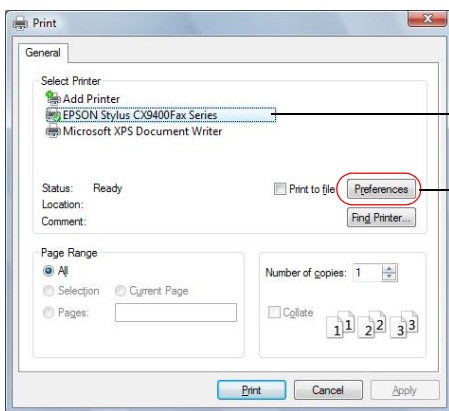 Print
General
Select Printer
Add Printer
EPSON Stylus CX9400Fax Series
Microsoft XPS Document Writer
Status: Ready
Print to file
Preferences
Location:
Comment:
Find Printer...
Page Range
All
Selection
Current Page
Pages:
Number of copies: 1
Collate
1 1 2 2 3 3
Print
Cancel
Apply